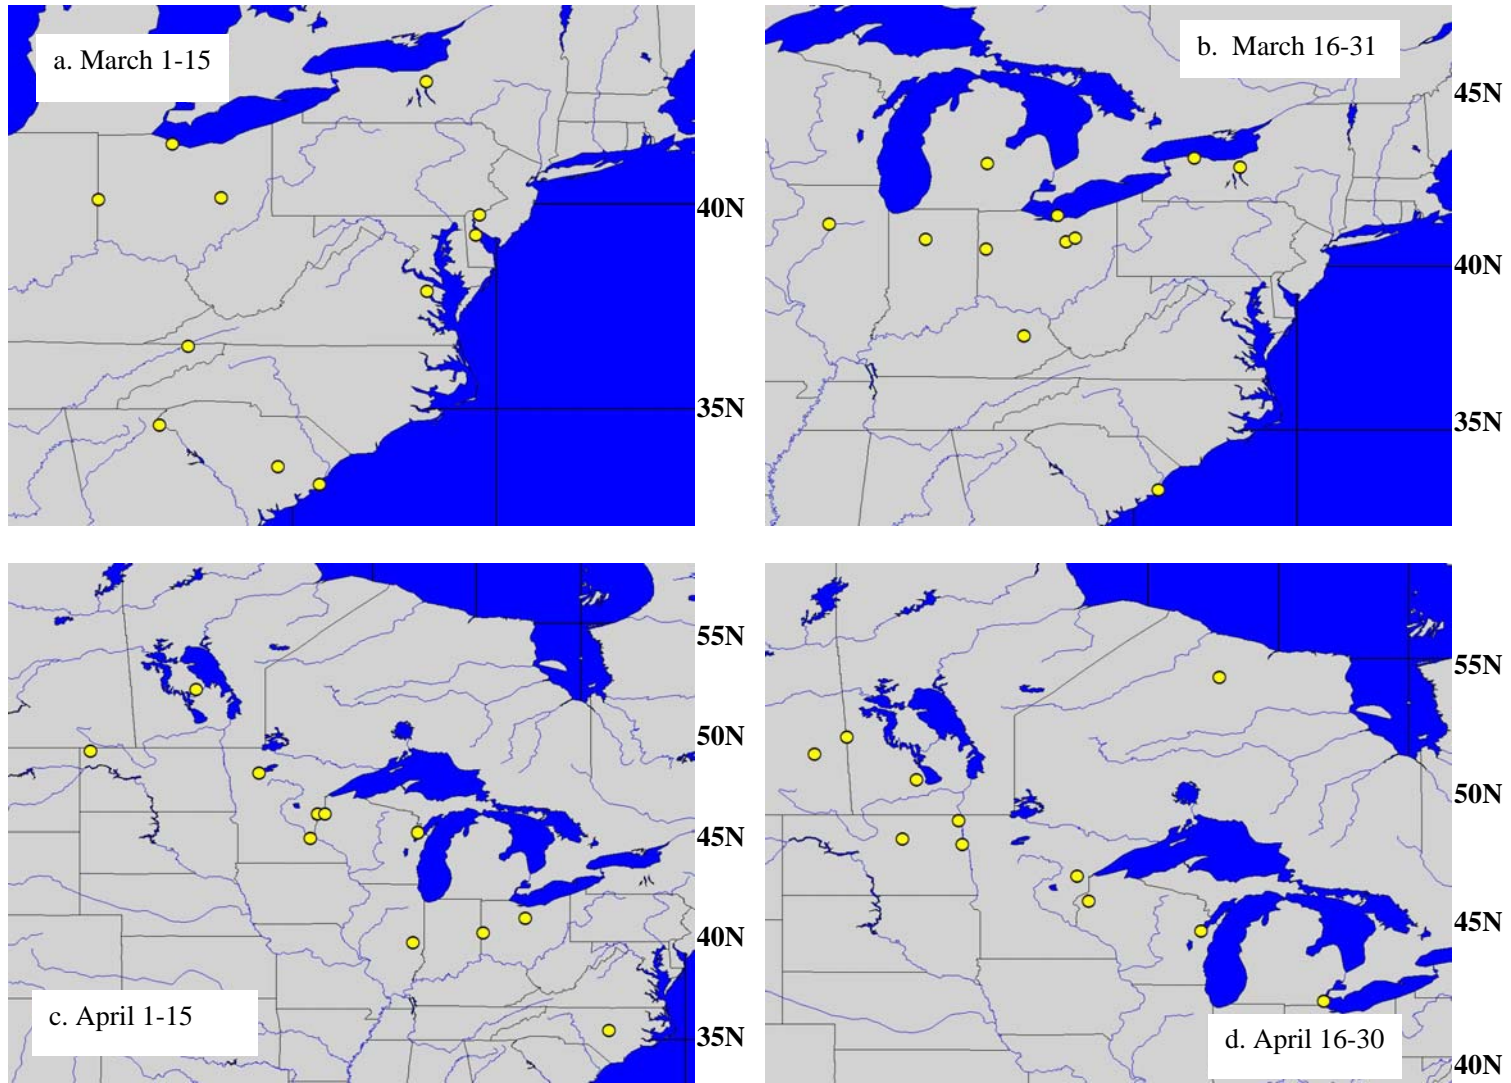 a. March 1-15
b. March 16-31
45N
40N
40N
35N
35N
55N
55N
50N
50N
45N
45N
40N
c. April 1-15
35N
d. April 16-30
40N